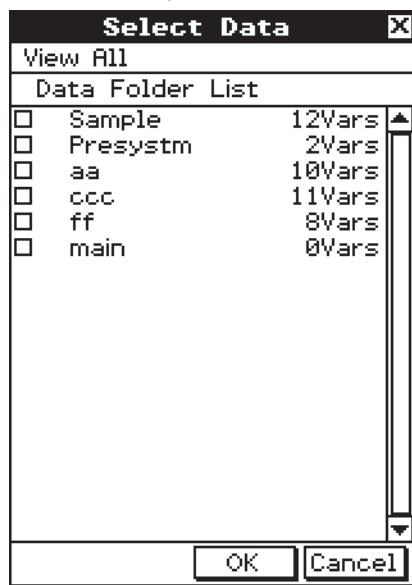 Select Data X
View All
Data Folder List
Sample 12Vars
Presystm 2Vars
aa 10Vars
ccc 11Vars
ff 8Vars
main 0Vars
OK Cancel